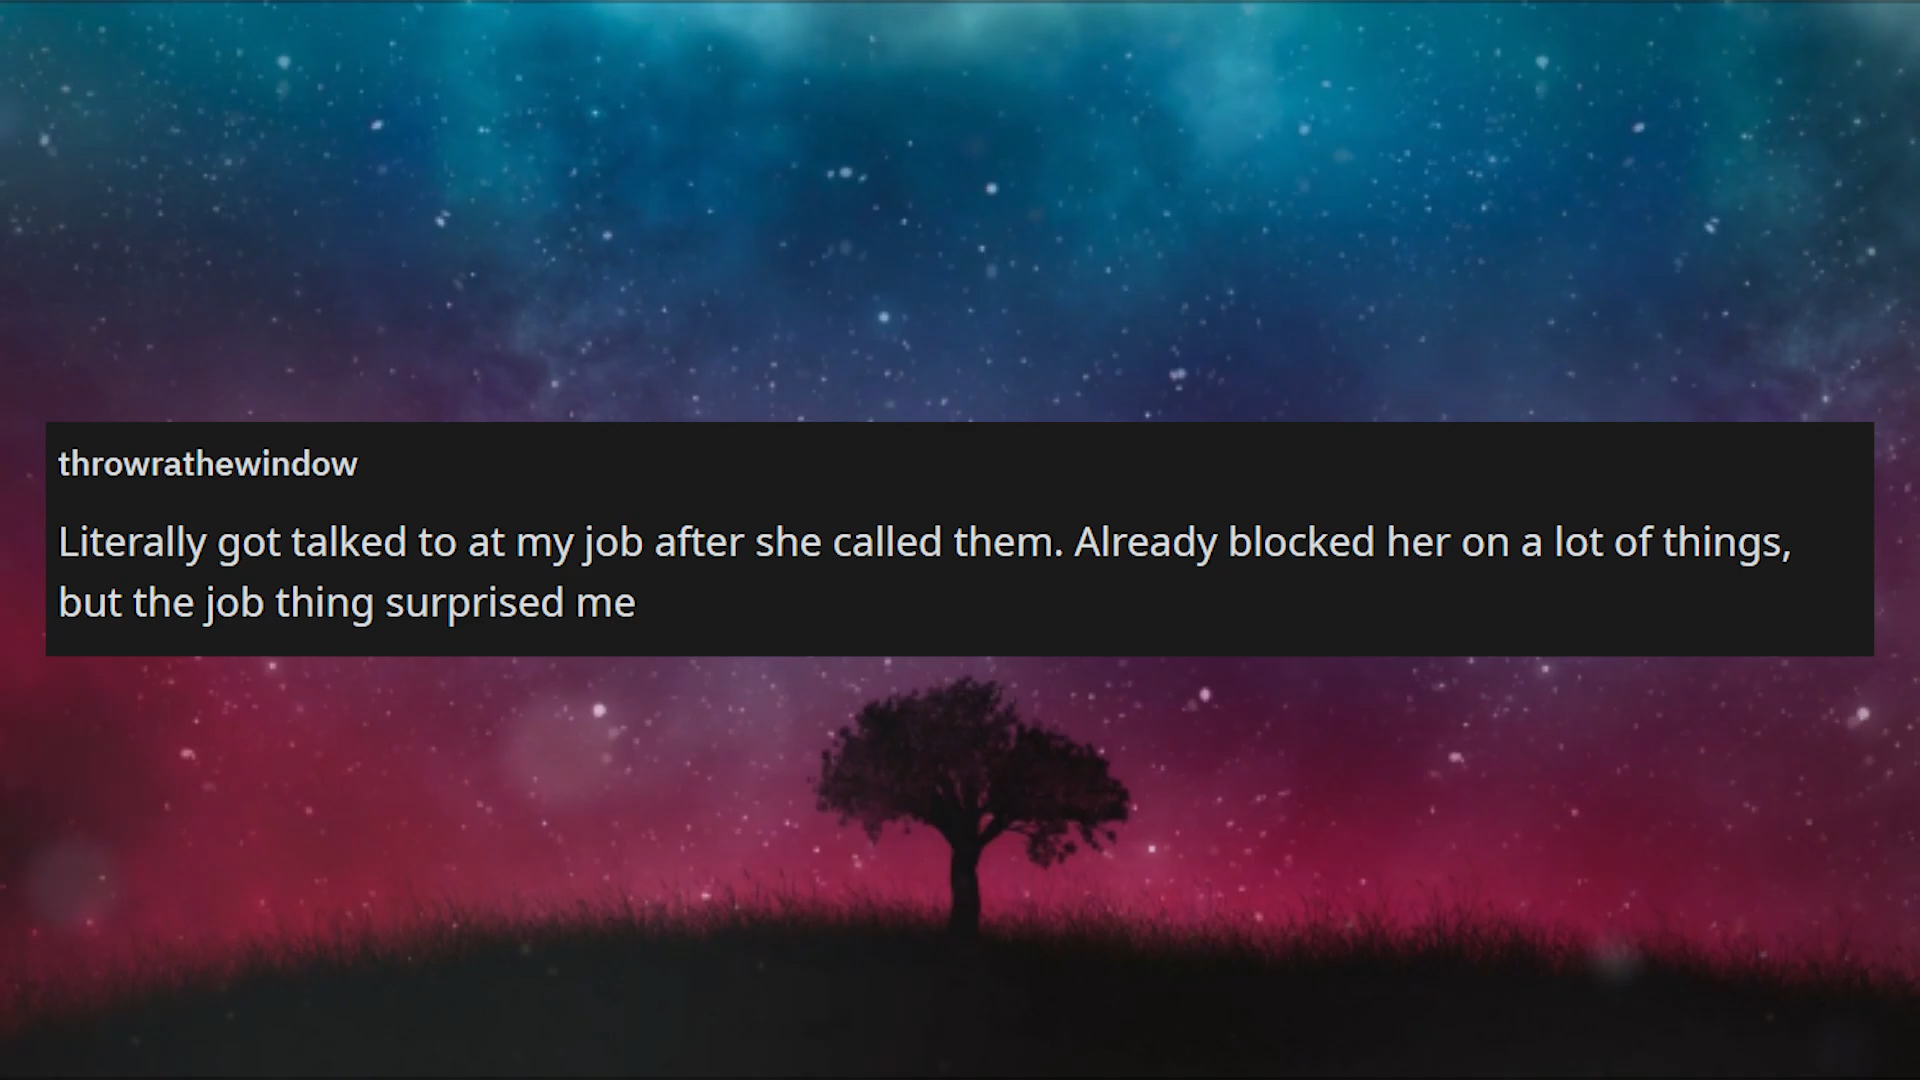 throwrathewindow
Literally got talked to at my job after she called them. Already blocked her on a lot of things,
but the job thing surprised me